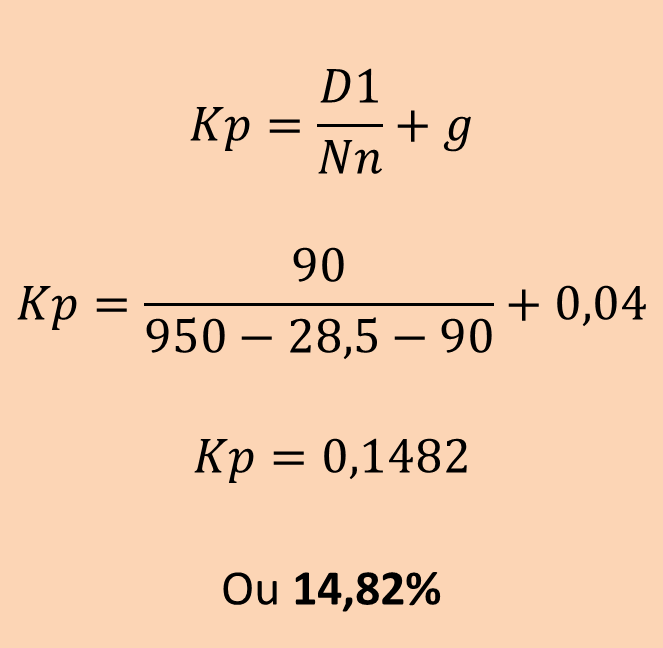 Kp = D1/Nn + g
Kp = 90/(950 − 28,5 − 90) + 0,04
Kp = 0,1482
Ou 14,82%